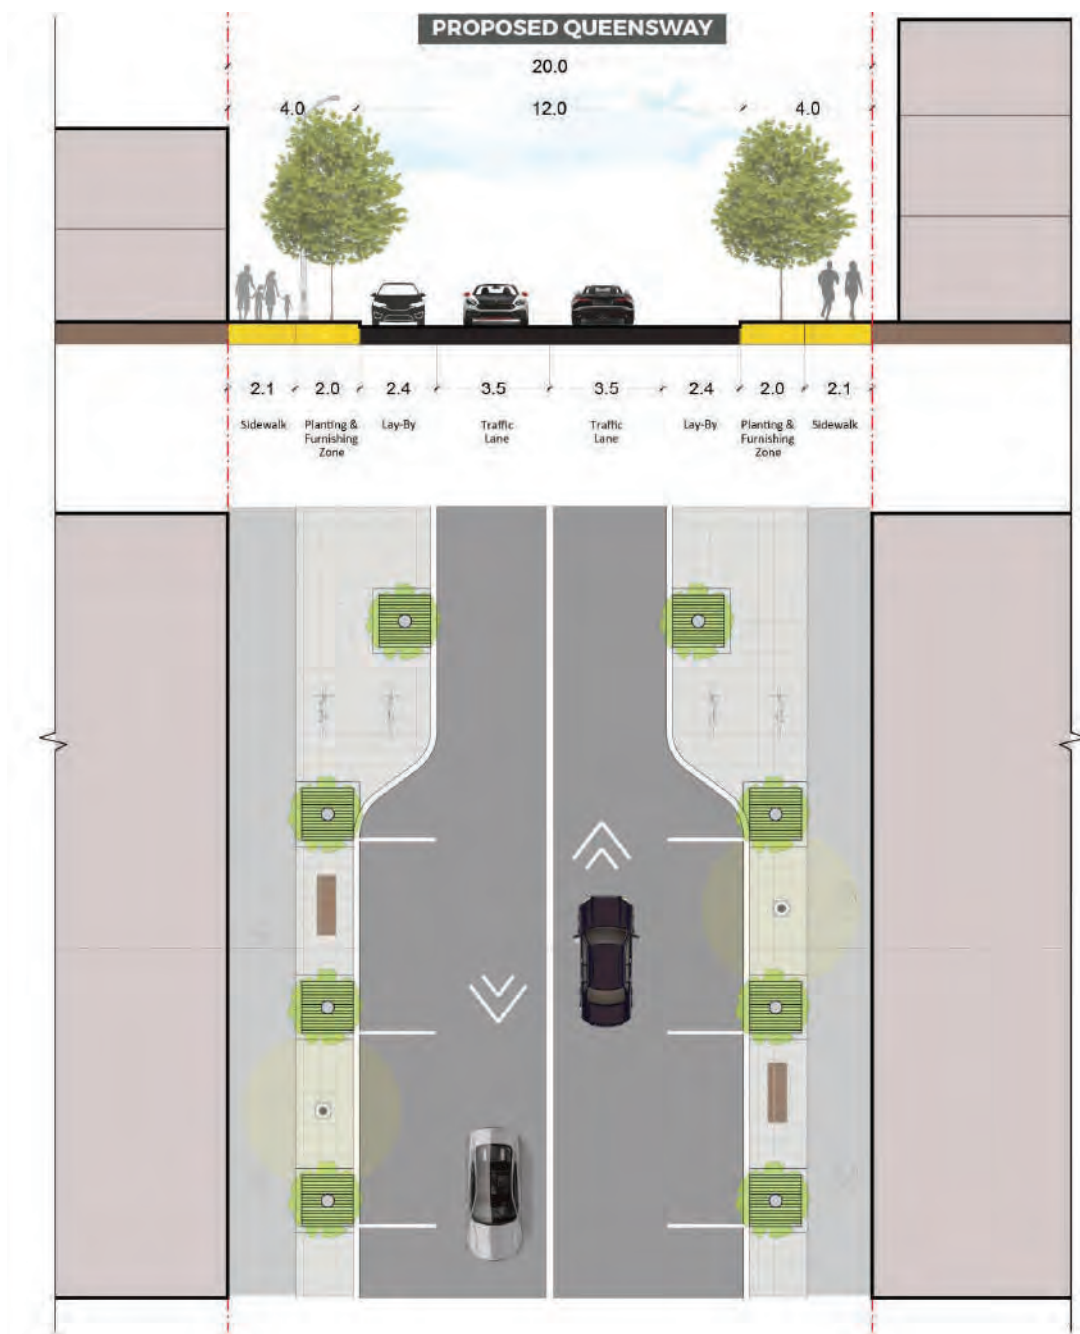 PROPOSED QUEENSWAY
20.0
4.0 12.0 4.0
2.1 2.0 2.4 3.5 3.5 2.4 2.0 2.1
Sidewalk Planting & Lay-By Traffic Traffic Lay-By Planting & Sidewalk
Furnishing Lane Lane Furnishing
Zone Zone